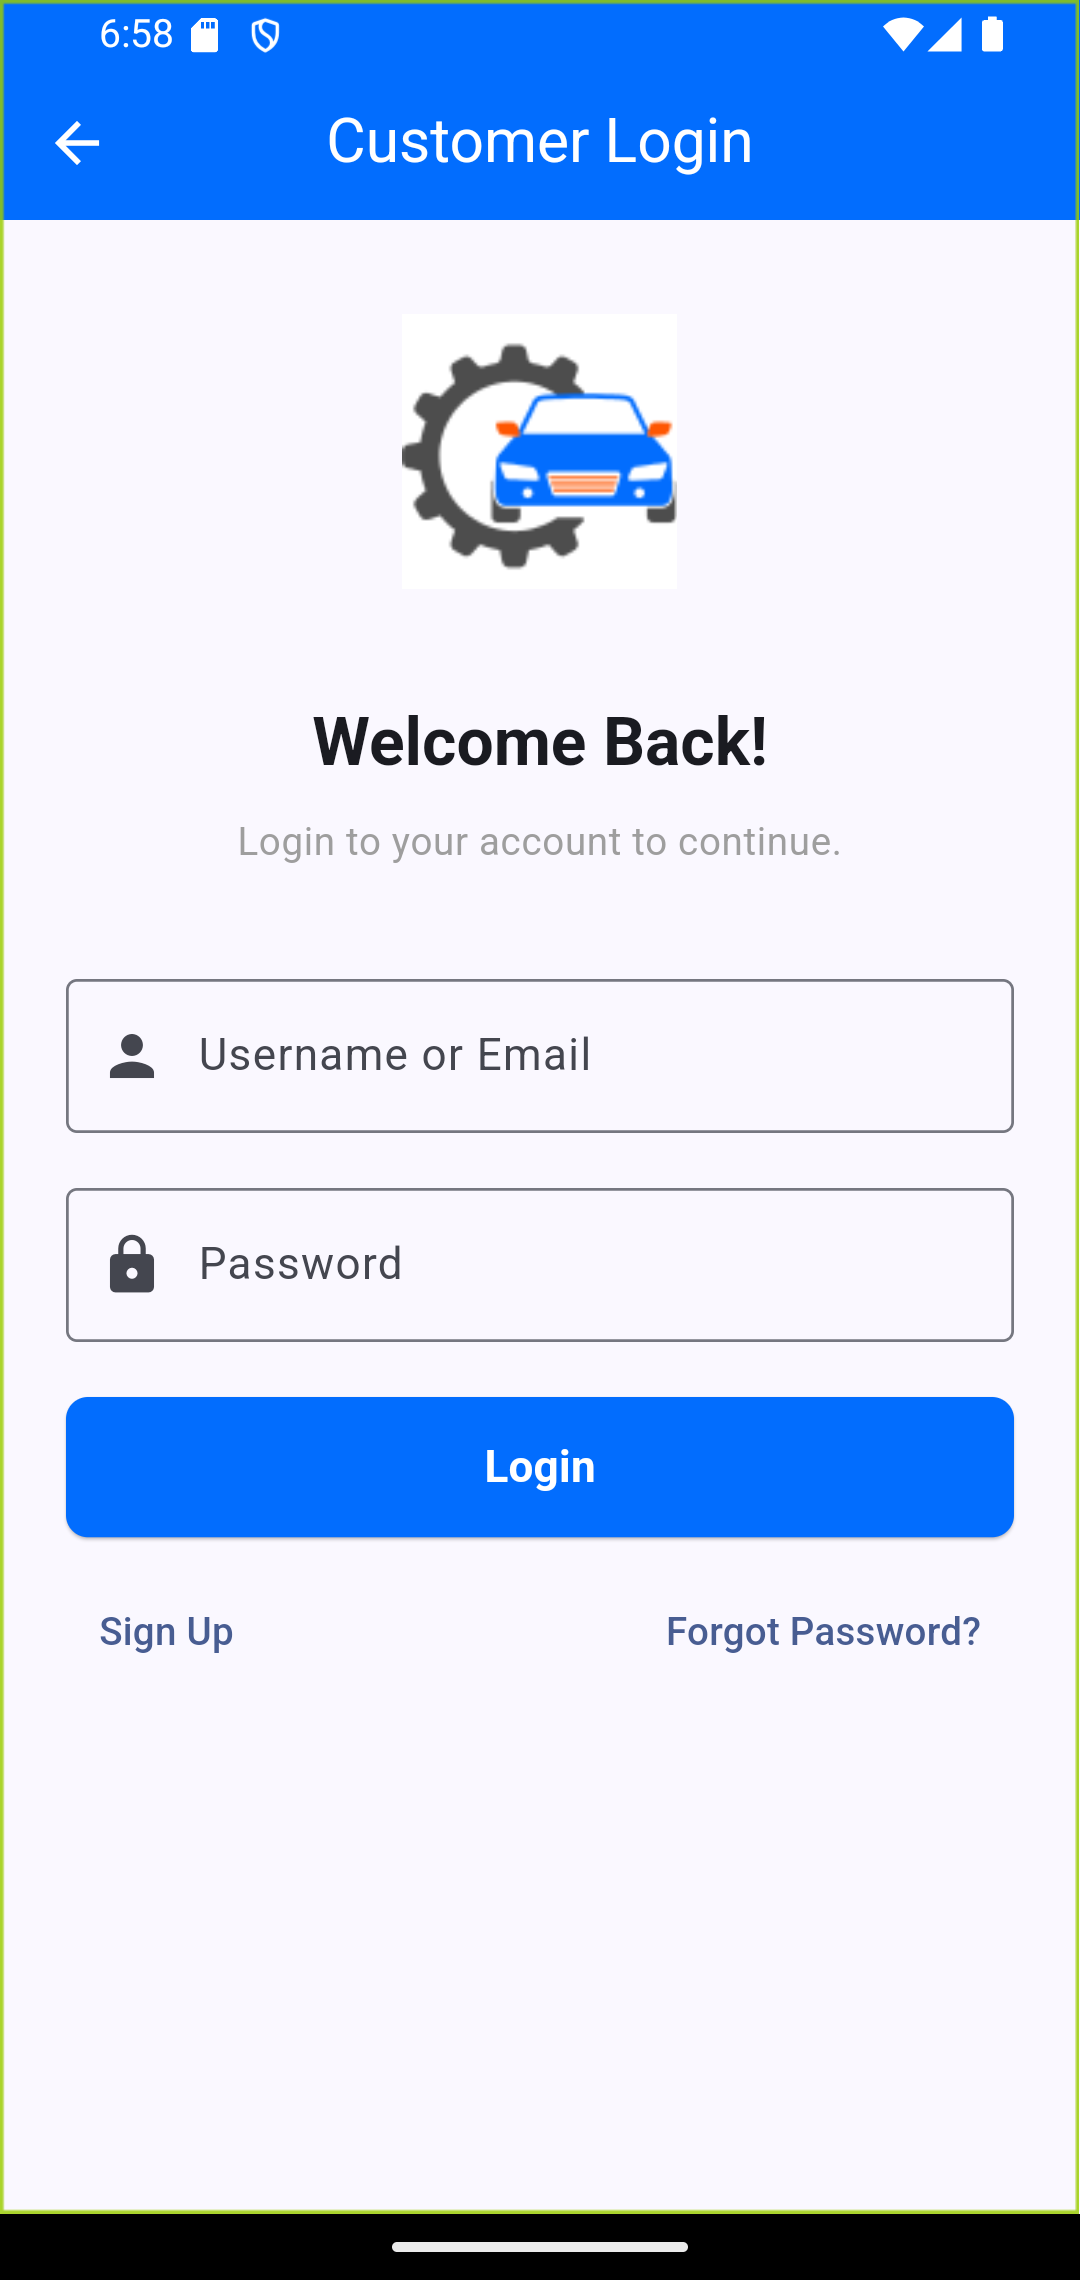 6:58
Customer Login
Welcome Back!
Login to your account to continue.
Username or Email
Password
Login
Sign Up
Forgot Password?